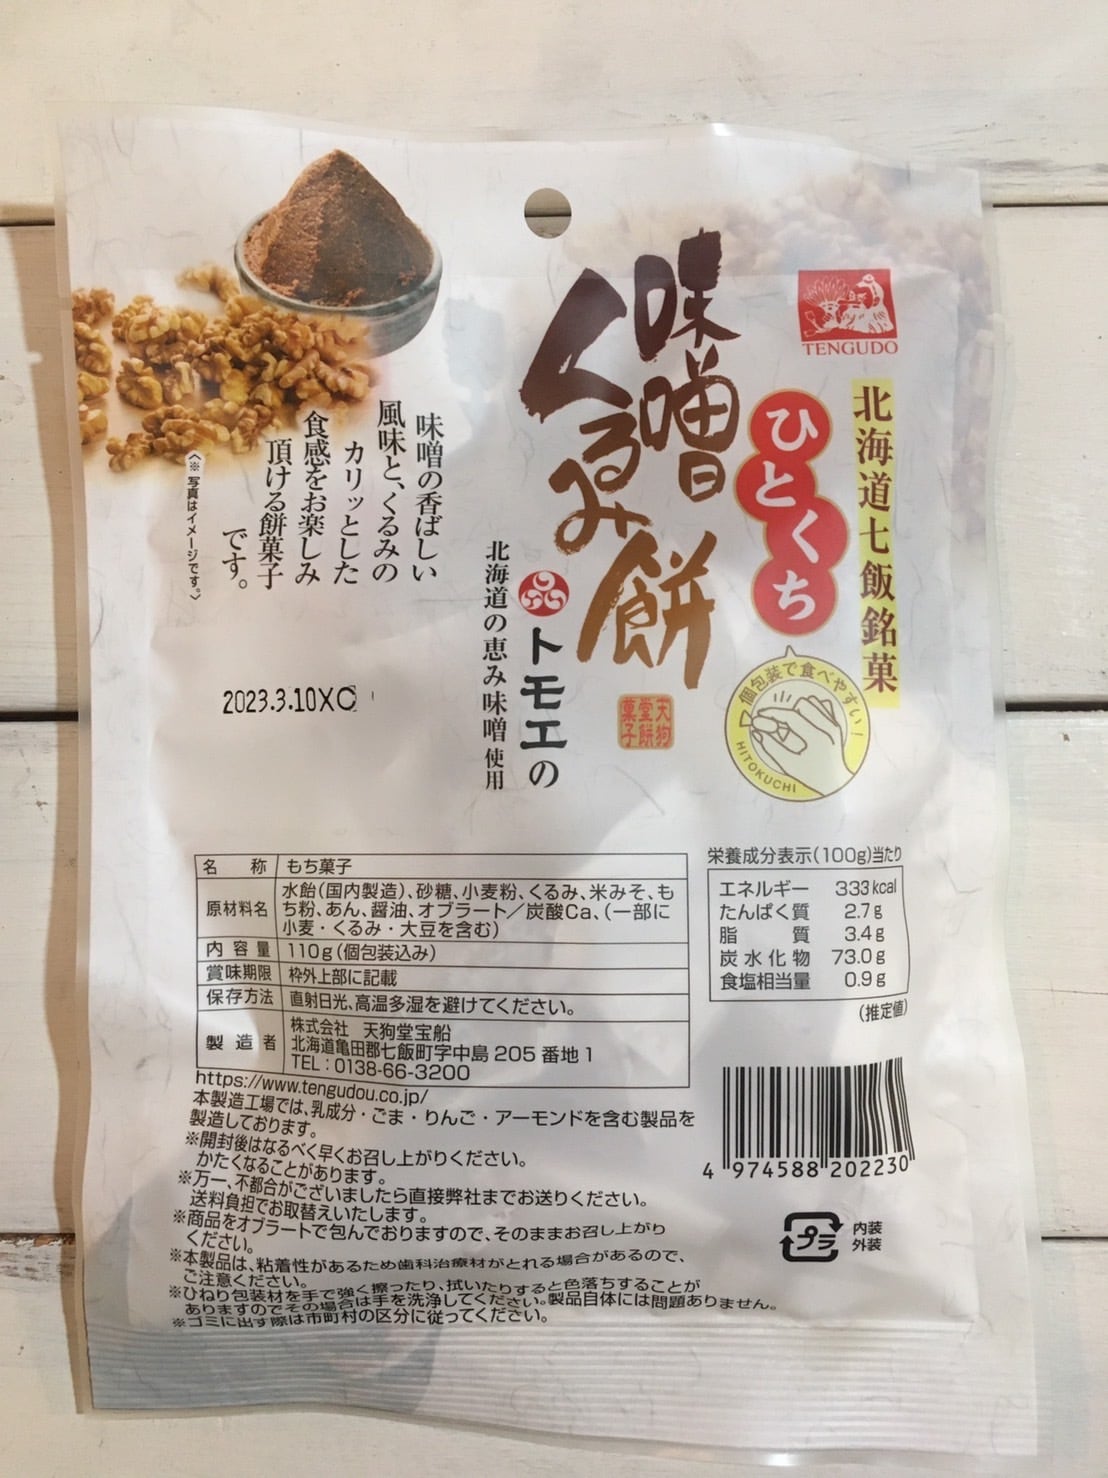 TENGUDO
北海道七飯銘菓
ひとくち
個包装で食べやすい!
HITOKUCHI
味噌
くるみ
餅
天狗
堂餅
菓子
トモエの
北海道の恵み味噌使用
味噌の香ばしい
風味と、くるみの
カリッとした
食感をお楽しみ
頂ける餅菓子
です。
〈※写真はイメージです。〉
2023.3.10XC
名称 もち菓子
原材料名 水飴(国内製造)、砂糖、小麦粉、くるみ、米みそ、も
ち粉、あん、醤油、オブラート/炭酸Ca、(一部に
小麦・くるみ・大豆を含む)
内容量 110g(個包装込み)
賞味期限 枠外上部に記載
保存方法 直射日光、高温多湿を避けてください。
製造者 株式会社 天狗堂宝船
北海道亀田郡七飯町字中島205番地1
TEL:0138-66-3200
https://www.tengudou.co.jp/
本製造工場では、乳成分・ごま・りんご・アーモンドを含む製品を
製造しております。
※開封後はなるべく早くお召し上がりください。
かたくなることがあります。
※万一、不都合がございましたら直接弊社までお送りください。
送料負担でお取替えいたします。
※商品をオブラートで包んでおりますので、そのままお召し上がり
ください。
※本製品は、粘着性があるため歯科治療材がとれる場合があるので、
ご注意ください。
※ひねり包装材を手で強く擦ったり、拭いたりすると色落ちすることが
ありますのでその場合は手を洗浄してください。製品自体には問題ありません。
※ゴミに出す際は市町村の区分に従ってください。
栄養成分表示(100g)当たり
エネルギー 333kcal
たんぱく質 2.7g
脂質 3.4g
炭水化物 73.0g
食塩相当量 0.9g
(推定値)
4 974588 202230
プラ
内装
外装